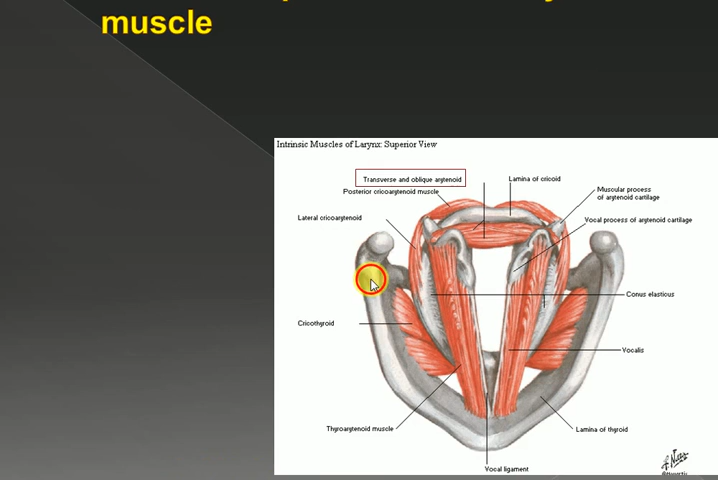 muscle
Intrinsic Muscles of Larynx: Superior View
Transverse and oblique arytenoid
Lamina of cricoid
Posterior cricoarytenoid muscle
Muscular process
of arytenoid cartilage
Lateral cricoarytenoid
Vocal process of arytenoid cartilage
Conus elasticus
Cricothyroid
Vocalis
Thyroarytenoid muscle
Lamina of thyroid
Vocal ligament